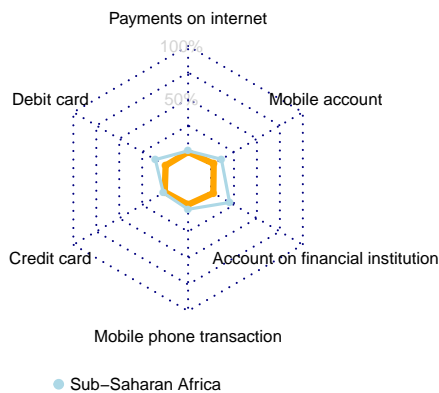 Payments on internet
100%
Debit card
50%
Mobile account
Credit card
Account on financial institution
Mobile phone transaction
Sub−Saharan Africa